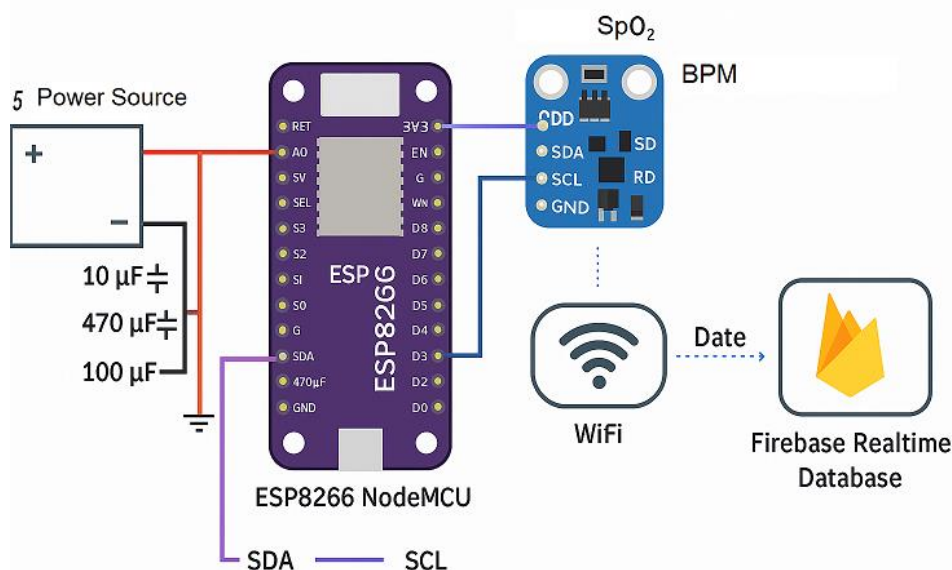 SpO₂
BPM
5 Power Source
+
−
10 µF
470 µF
100 µF
RET
A0
SV
SEL
S3
S2
SI
S0
G
SDA
470µF
GND
ESP
ESP8266
3V3
EN
G
WN
D8
D7
D6
D5
D4
D3
D2
D0
ESP8266 NodeMCU
SDA
SCL
SDA
SCL
GND
SD
RD
WiFi
Date
Firebase Realtime
Database